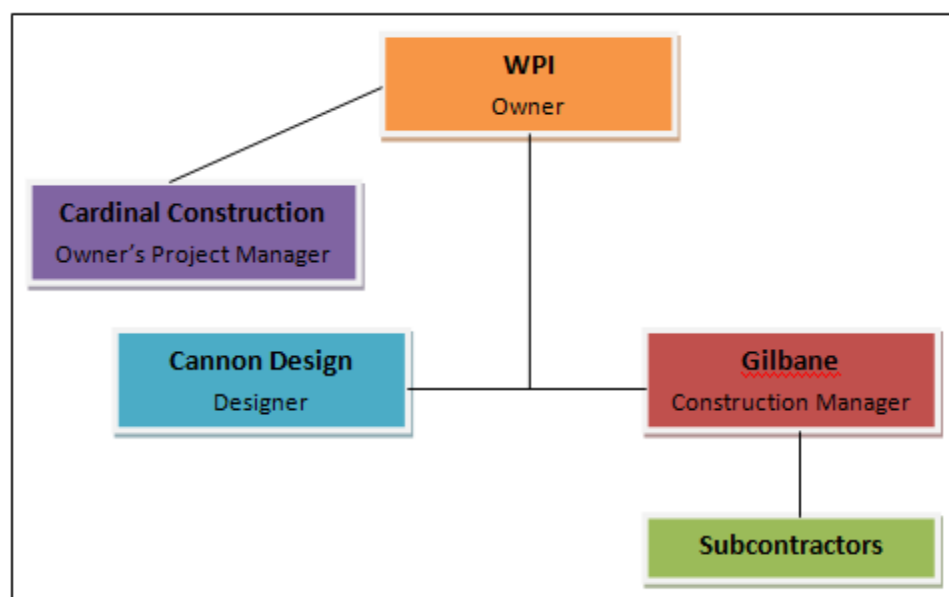 WPI
Owner
Cardinal Construction
Owner’s Project Manager
Cannon Design
Designer
Gilbane
Construction Manager
Subcontractors